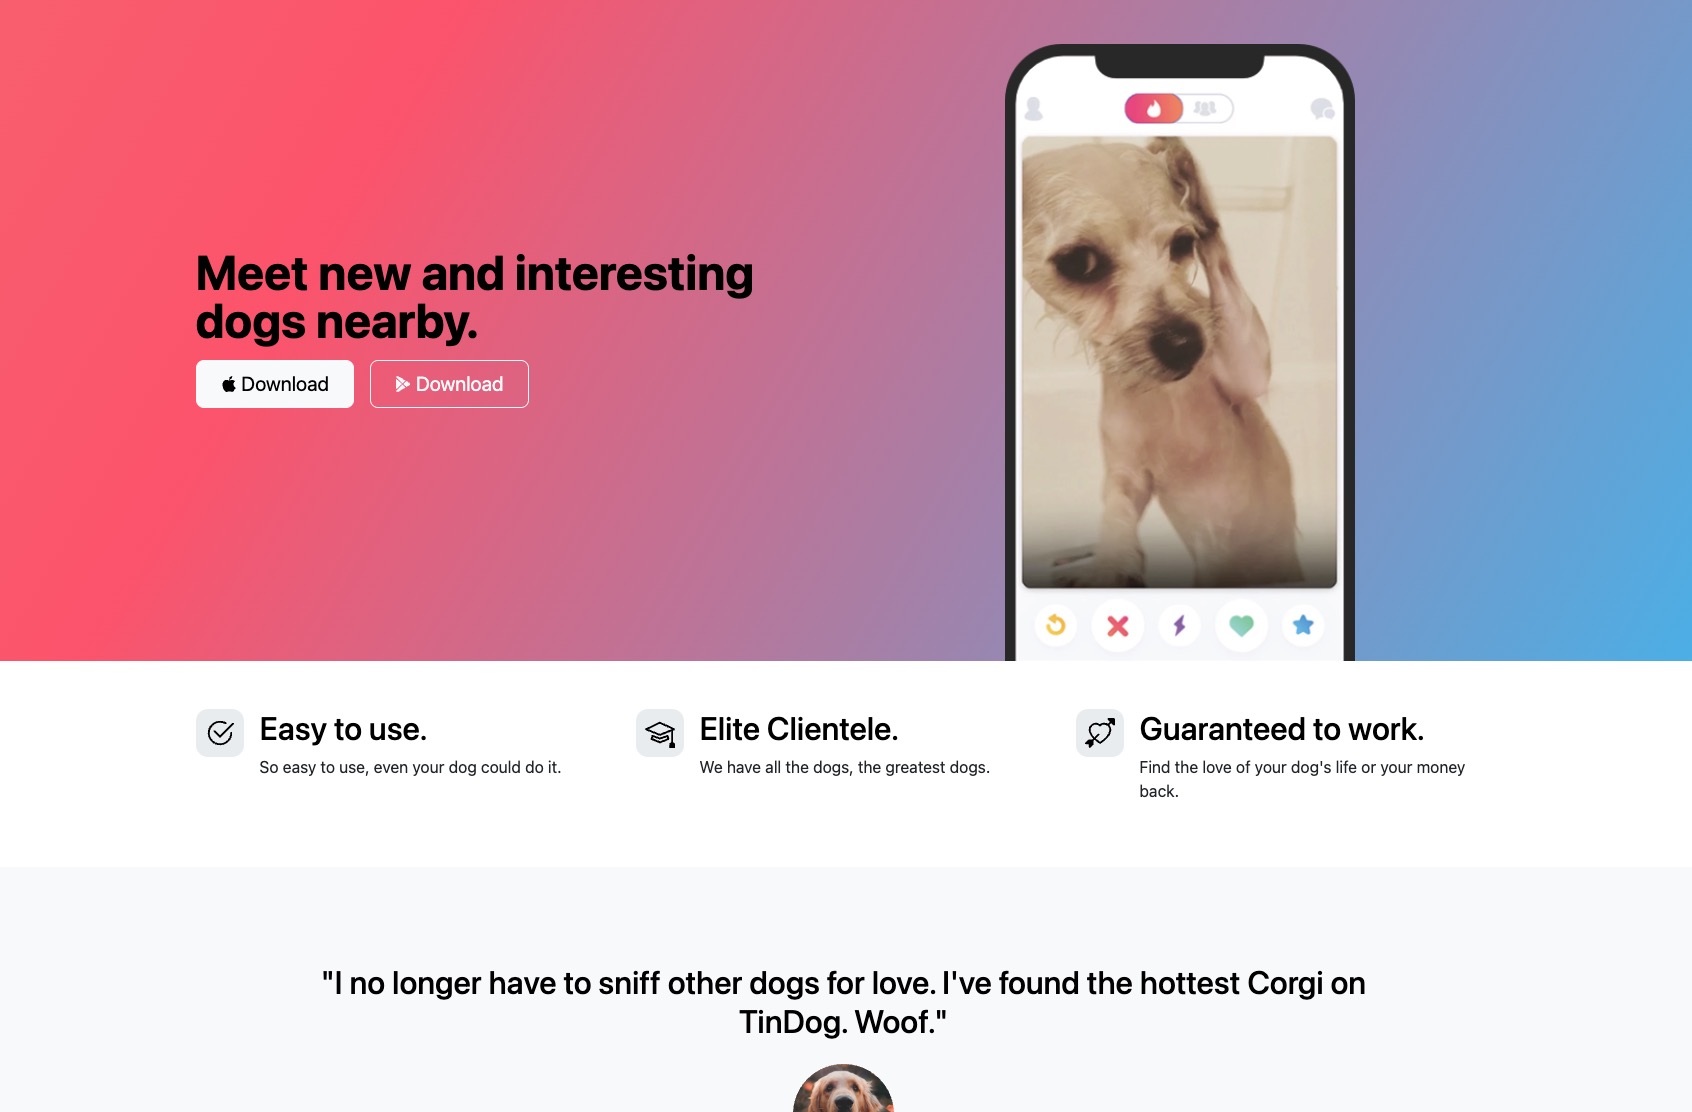 Meet new and interesting
dogs nearby.
Download
Download
Easy to use.
So easy to use, even your dog could do it.
Elite Clientele.
We have all the dogs, the greatest dogs.
Guaranteed to work.
Find the love of your dog's life or your money
back.
"I no longer have to sniff other dogs for love. I've found the hottest Corgi on
TinDog. Woof."